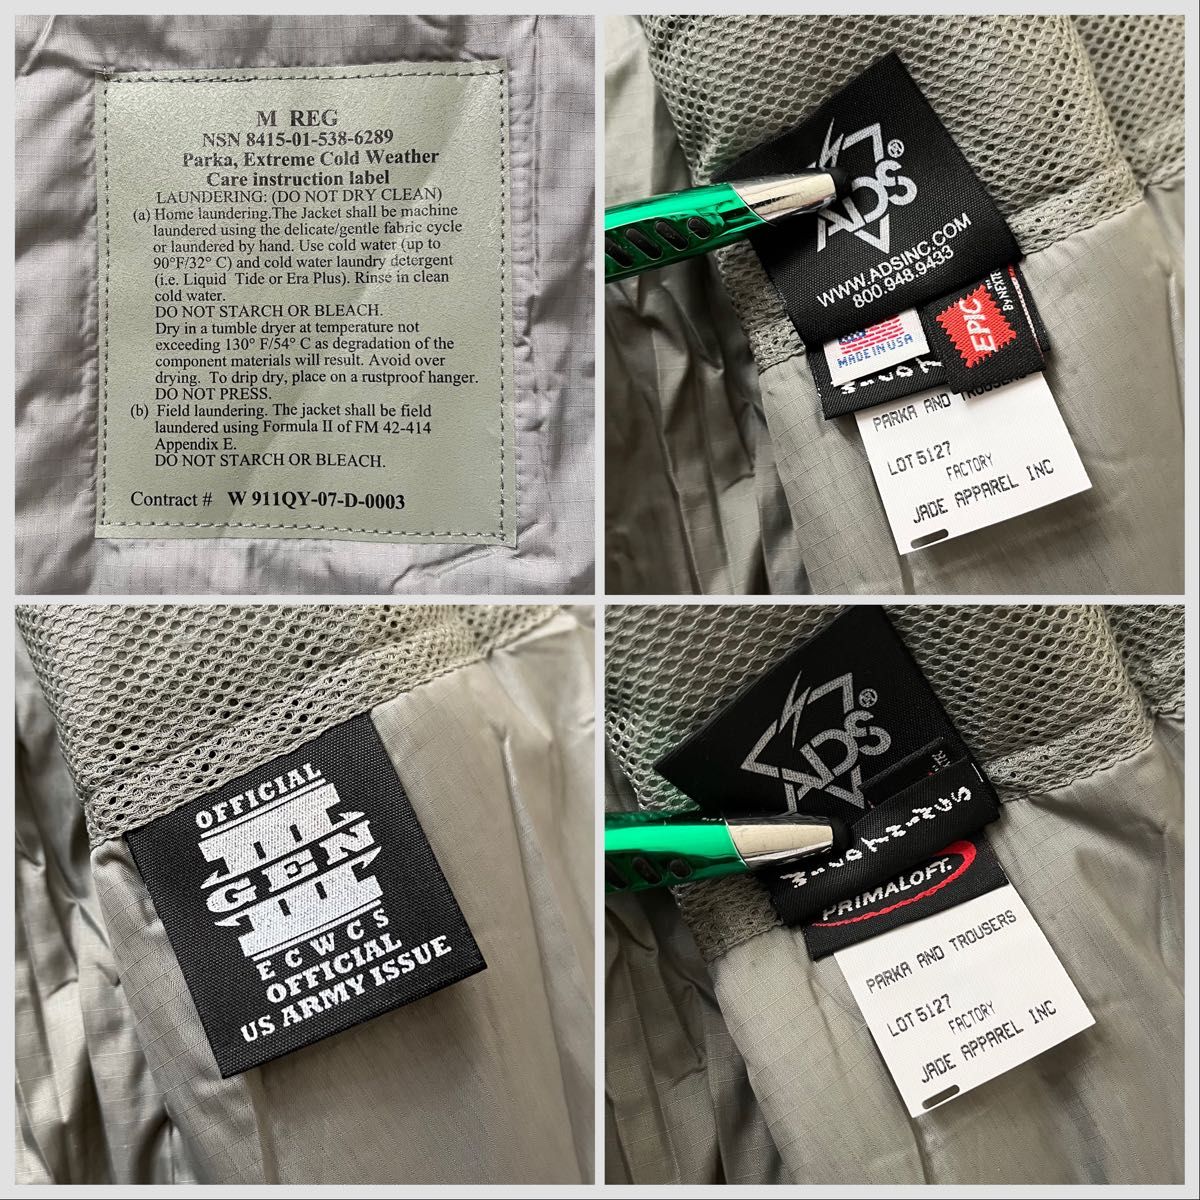 M REG
NSN 8415-01-538-6289
Parka, Extreme Cold Weather
Care instruction label
LAUNDERING: (DO NOT DRY CLEAN)
(a) Home laundering.The Jacket shall be machine
laundered using the delicate/gentle fabric cycle
or laundered by hand. Use cold water (up to
90°F/32° C) and cold water laundry detergent
(i.e. Liquid Tide or Era Plus). Rinse in clean
cold water.
DO NOT STARCH OR BLEACH.
Dry in a tumble dryer at temperature not
exceeding 130° F/54° C as degradation of the
component materials will result. Avoid over
drying. To drip dry, place on a rustproof hanger.
DO NOT PRESS.
(b) Field laundering. The jacket shall be field
laundered using Formula II of FM 42-414
Appendix E.
DO NOT STARCH OR BLEACH.
Contract # W 911QY-07-D-0003
ADS®
WWW.ADSINC.COM
800.948.9433
MADE IN USA
EPIC
By NEXTEC
PARKA AND TROUSERS
LOT 5127
FACTORY
JADE APPAREL INC
OFFICIAL
III
GEN
III
ECWCS
OFFICIAL
US ARMY ISSUE
ADS®
PRIMALOFT.
PARKA AND TROUSERS
LOT 5127
FACTORY
JADE APPAREL INC